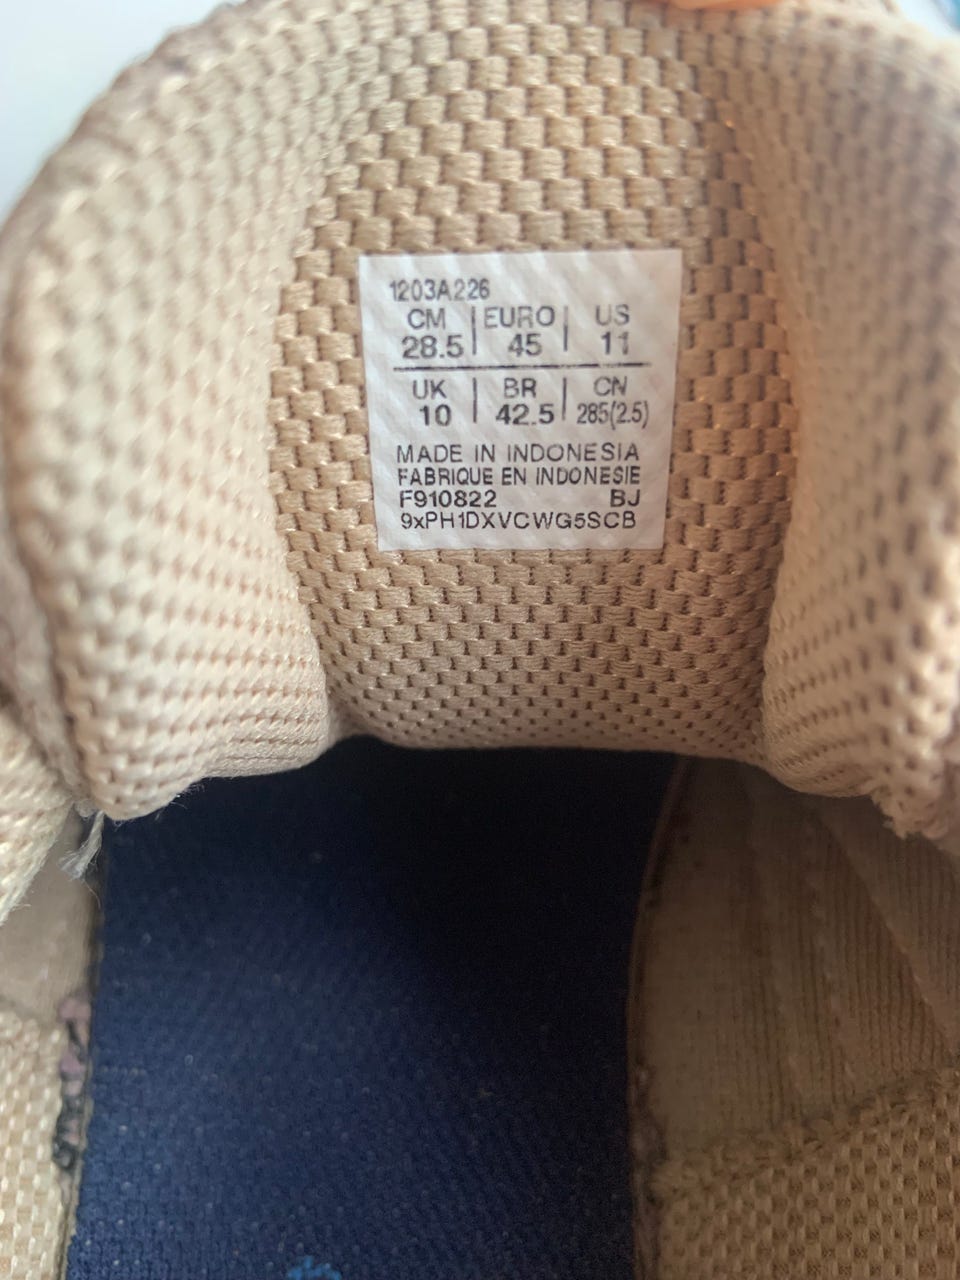 1203A226
CM | EURO | US
28.5 | 45 | 11
UK | BR | CN
10 | 42.5 | 285(2.5)
MADE IN INDONESIA
FABRIQUE EN INDONESIE
F910822 BJ
9xPH1DXVCWG5SCB